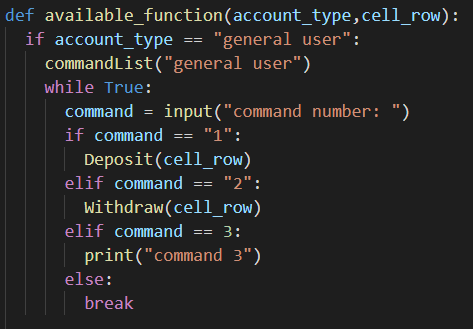 def available_function(account_type,cell_row):
if account_type == "general user":
commandList("general user")
while True:
command = input("command number: ")
if command == "1":
Deposit(cell_row)
elif command == "2":
Withdraw(cell_row)
elif command == 3:
print("command 3")
else:
break